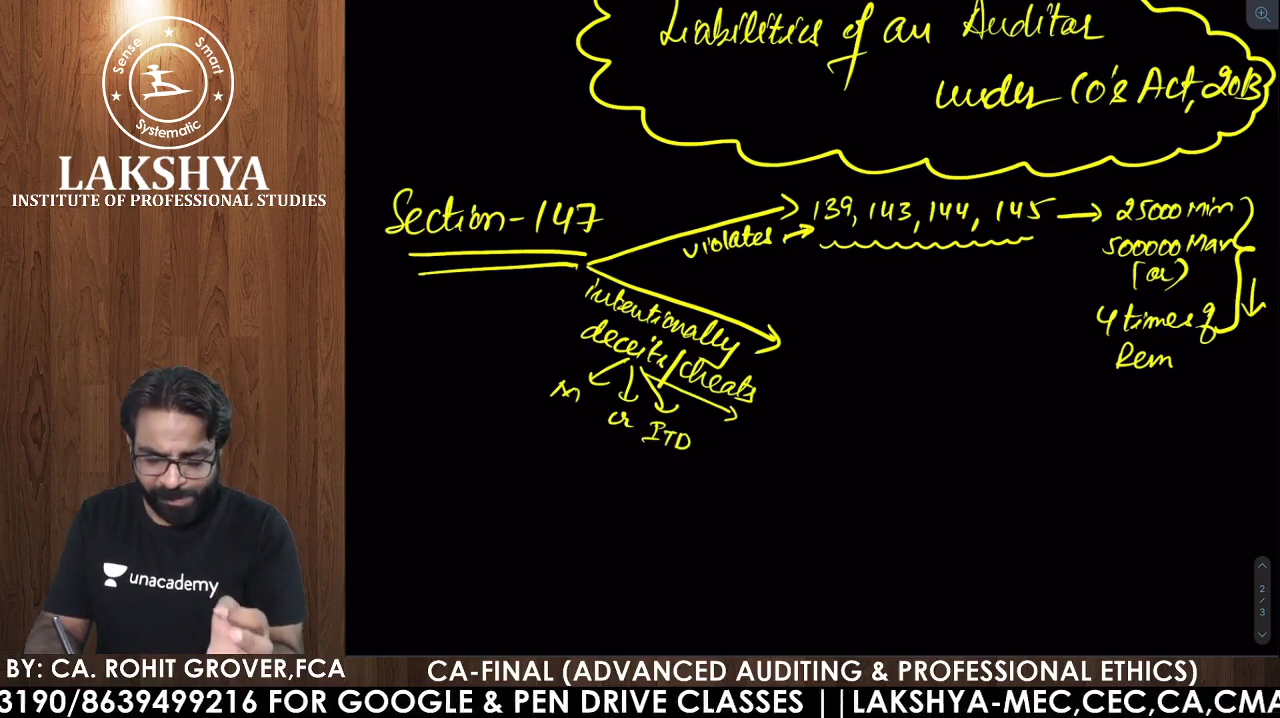 Sense
Smart
Systematic
LAKSHYA
INSTITUTE OF PROFESSIONAL STUDIES
Liabilities of an Auditor
under Co's Act, 2013
Section-147
violates
139, 143, 144, 145
25000 Min
500000 Max
(or)
4 times of
Rem
intentionally
deceits/cheats
m
cr
ITD
2
/
3
unacademy
BY: CA. ROHIT GROVER,FCA
CA-FINAL (ADVANCED AUDITING & PROFESSIONAL ETHICS)
3190/8639499216 FOR GOOGLE & PEN DRIVE CLASSES ||LAKSHYA-MEC,CEC,CA,CMA